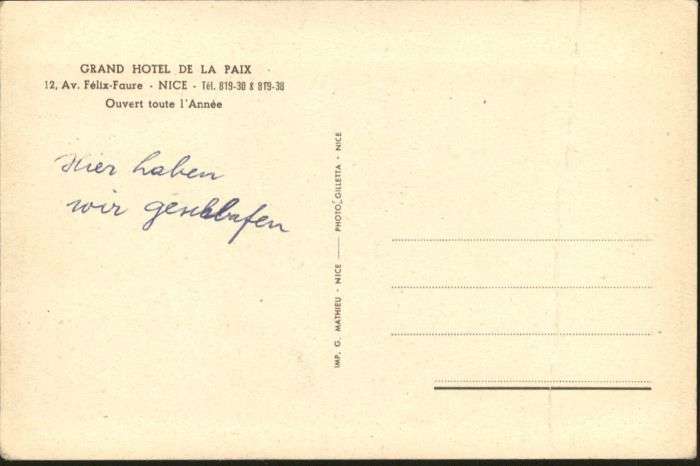 GRAND HOTEL DE LA PAIX
12, Av. Félix-Faure - NICE - Tél. 819-30 & 819-38
Ouvert toute l'Année
Hier haben
wir geschlafen
IMP. G. MATHIEU - NICE — PHOTO GILLETTA - NICE